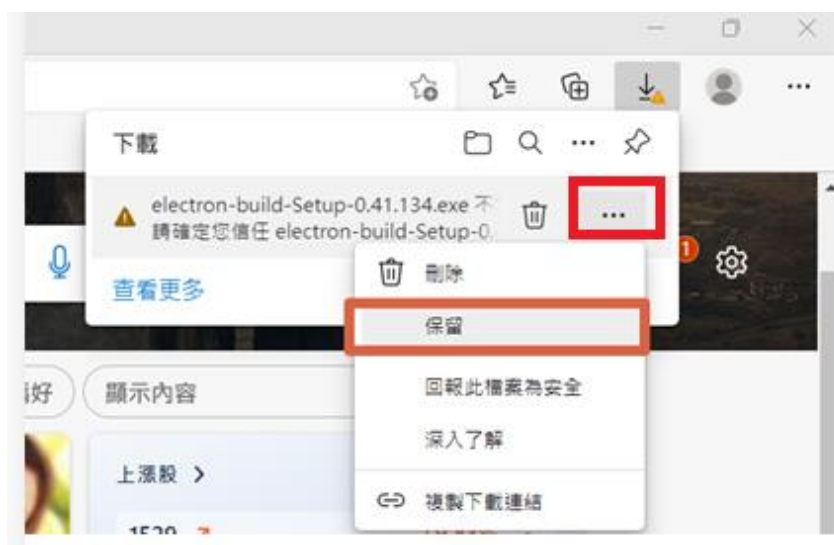 下載
electron-build-Setup-0.41.134.exe 不
請確定您信任 electron-build-Setup-0.
查看更多
刪除
保留
回報此檔案為安全
深入了解
複製下載連結
1
好
顯示內容
上漲股 >
1529